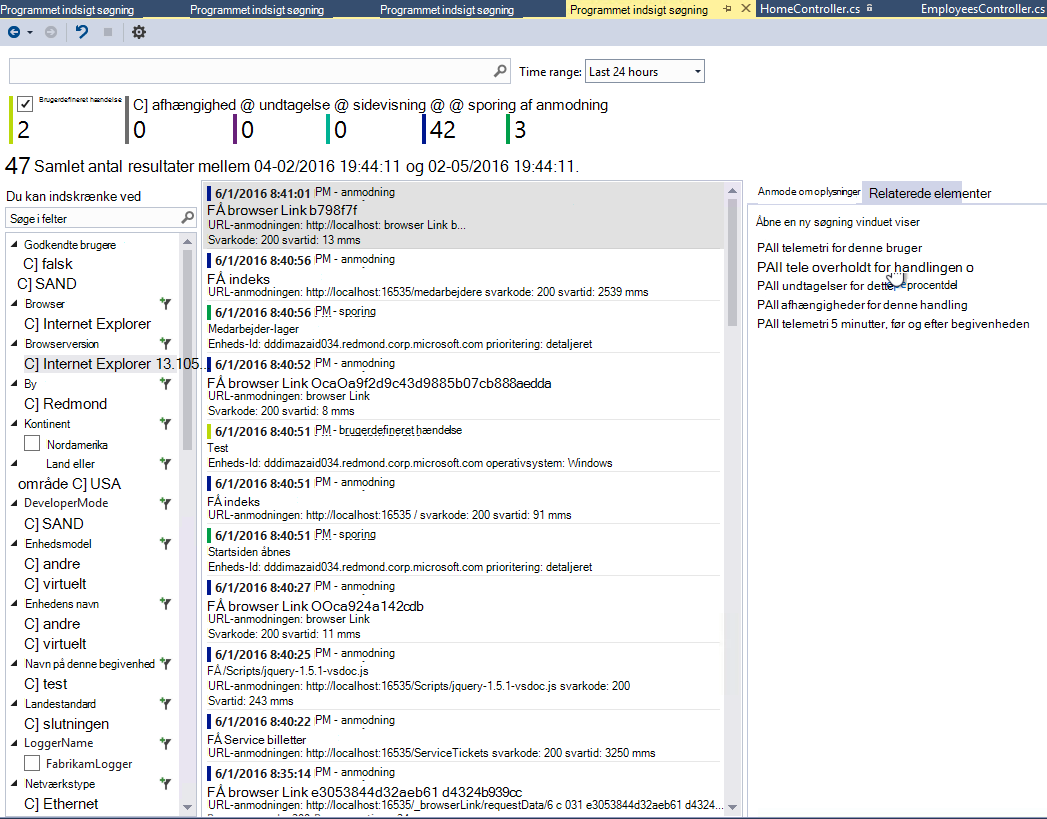 Programmet indsigt søgning Programmet indsigt søgning Programmet indsigt søgning Programmet indsigt søgning HomeController.cs EmployeesController.cs
Time range: Last 24 hours
Brugerdefineret hændelse C] afhængighed @ undtagelse @ sidevisning @ @ sporing af anmodning
2 0 0 0 42 3
47 Samlet antal resultater mellem 04-02/2016 19:44:11 og 02-05/2016 19:44:11.
Du kan indskrænke ved
Søge i filter
Godkendte brugere
C] falsk
C] SAND
Browser
C] Internet Explorer
Browserversion
C] Internet Explorer 13.105..
By
C] Redmond
Kontinent
Nordamerika
Land eller
område C] USA
DeveloperMode
C] SAND
Enhedsmodel
C] andre
C] virtuelt
Enhedens navn
C] andre
C] virtuelt
Navn på denne begivenhed
C] test
Landestandard
C] slutningen
LoggerName
FabrikamLogger
Netværkstype
C] Ethernet
6/1/2016 8:41:01 PM - anmodning
FÅ browser Link b798f7f
URL-anmodningen: http://localhost: browser Link b...
Svarkode: 200 svartid: 13 mms
6/1/2016 8:40:56 PM - anmodning
FÅ indeks
URL-anmodningen: http://localhost:16535/medarbejdere svarkode: 200 svartid: 2539 mms
6/1/2016 8:40:56 PM - sporing
Medarbejder-lager
Enheds-Id: dddimazaid034.redmond.corp.microsoft.com prioritering: detaljeret
6/1/2016 8:40:52 PM - anmodning
FÅ browser Link OcaOa9f2d9c43d9885b07cb888aedda
URL-anmodningen: browser Link
Svarkode: 200 svartid: 8 mms
6/1/2016 8:40:51 PM - brugerdefineret hændelse
Test
Enheds-Id: dddimazaid034.redmond.corp.microsoft.com operativsystem: Windows
6/1/2016 8:40:51 PM - anmodning
FÅ indeks
URL-anmodningen: http://localhost:16535 / svarkode: 200 svartid: 91 mms
6/1/2016 8:40:51 PM - sporing
Startsiden åbnes
Enheds-Id: dddimazaid034.redmond.corp.microsoft.com prioritering: detaljeret
6/1/2016 8:40:27 PM - anmodning
FÅ browser Link OOca924a142cdb
URL-anmodningen: browser Link
Svarkode: 200 svartid: 11 mms
6/1/2016 8:40:25 PM - anmodning
FÅ/Scripts/jquery-1.5.1-vsdoc.js
URL-anmodningen: http://localhost:16535/Scripts/jquery-1.5.1-vsdoc.js svarkode: 200
Svartid: 243 mms
6/1/2016 8:40:22 PM - anmodning
FÅ Service billetter
URL-anmodningen: http://localhost:16535/ServiceTickets svarkode: 200 svartid: 3250 mms
6/1/2016 8:35:14 PM - anmodning
FÅ browser Link e3053844d32aeb61 d4324b939cc
URL-anmodningen: http://localhost:16535/_browserLink/requestData/6 c 031 e3053844d32aeb61 d4324...
Anmode om oplysninger Relaterede elementer
Åbne en ny søgning vinduet viser
PAII telemetri for denne bruger
PAII tele overholdt for handlingen o
PAII undtagelser for dette procentdel
PAII afhængigheder for denne handling
PAII telemetri 5 minutter, før og efter begivenheden